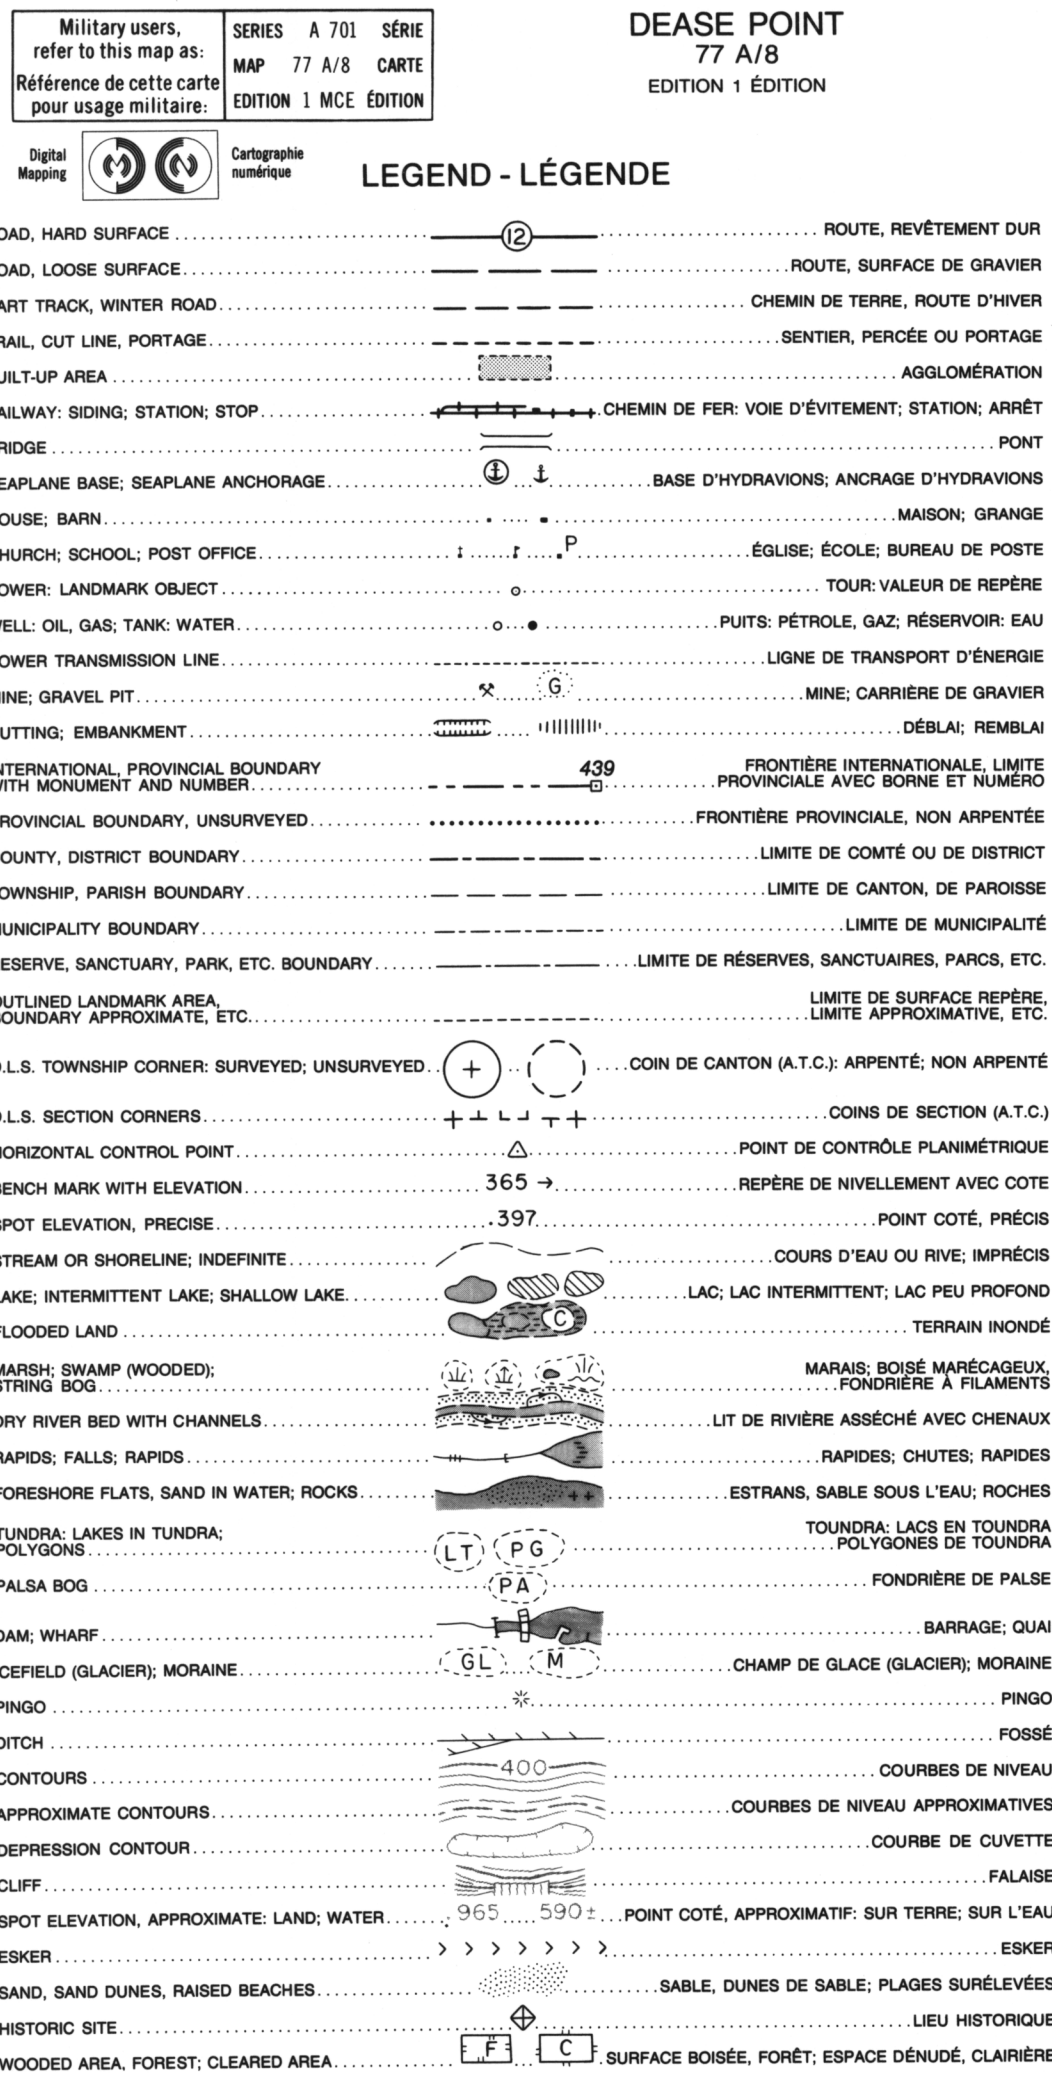 Military users,
refer to this map as:
Référence de cette carte
pour usage militaire:
SERIES A 701 SÉRIE
MAP 77 A/8 CARTE
EDITION 1 MCE ÉDITION
DEASE POINT
77 A/8
EDITION 1 ÉDITION
Digital
Mapping
Cartographie
numérique
LEGEND - LÉGENDE
OAD, HARD SURFACE 12 ROUTE, REVÊTEMENT DUR
OAD, LOOSE SURFACE ROUTE, SURFACE DE GRAVIER
ART TRACK, WINTER ROAD CHEMIN DE TERRE, ROUTE D'HIVER
RAIL, CUT LINE, PORTAGE SENTIER, PERCÉE OU PORTAGE
UILT-UP AREA AGGLOMÉRATION
AILWAY: SIDING; STATION; STOP CHEMIN DE FER: VOIE D'ÉVITEMENT; STATION; ARRÊT
RIDGE PONT
EAPLANE BASE; SEAPLANE ANCHORAGE BASE D'HYDRAVIONS; ANCRAGE D'HYDRAVIONS
OUSE; BARN MAISON; GRANGE
HURCH; SCHOOL; POST OFFICE P ÉGLISE; ÉCOLE; BUREAU DE POSTE
OWER: LANDMARK OBJECT TOUR: VALEUR DE REPÈRE
ELL: OIL, GAS; TANK: WATER PUITS: PÉTROLE, GAZ; RÉSERVOIR: EAU
OWER TRANSMISSION LINE LIGNE DE TRANSPORT D'ÉNERGIE
INE; GRAVEL PIT G MINE; CARRIÈRE DE GRAVIER
UTTING; EMBANKMENT DÉBLAI; REMBLAI
NTERNATIONAL, PROVINCIAL BOUNDARY 439 FRONTIÈRE INTERNATIONALE, LIMITE
ITH MONUMENT AND NUMBER PROVINCIALE AVEC BORNE ET NUMÉRO
ROVINCIAL BOUNDARY, UNSURVEYED FRONTIÈRE PROVINCIALE, NON ARPENTÉE
OUNTY, DISTRICT BOUNDARY LIMITE DE COMTÉ OU DE DISTRICT
OWNSHIP, PARISH BOUNDARY LIMITE DE CANTON, DE PAROISSE
UNICIPALITY BOUNDARY LIMITE DE MUNICIPALITÉ
ESERVE, SANCTUARY, PARK, ETC. BOUNDARY LIMITE DE RÉSERVES, SANCTUAIRES, PARCS, ETC.
OUTLINED LANDMARK AREA, LIMITE DE SURFACE REPÈRE,
BOUNDARY APPROXIMATE, ETC. LIMITE APPROXIMATIVE, ETC.
.L.S. TOWNSHIP CORNER: SURVEYED; UNSURVEYED COIN DE CANTON (A.T.C.): ARPENTÉ; NON ARPENTÉ
.L.S. SECTION CORNERS COINS DE SECTION (A.T.C.)
HORIZONTAL CONTROL POINT POINT DE CONTRÔLE PLANIMÉTRIQUE
BENCH MARK WITH ELEVATION 365 → REPÈRE DE NIVELLEMENT AVEC COTE
SPOT ELEVATION, PRECISE .397 POINT COTÉ, PRÉCIS
STREAM OR SHORELINE; INDEFINITE COURS D'EAU OU RIVE; IMPRÉCIS
LAKE; INTERMITTENT LAKE; SHALLOW LAKE LAC; LAC INTERMITTENT; LAC PEU PROFOND
FLOODED LAND C TERRAIN INONDÉ
MARSH; SWAMP (WOODED); MARAIS; BOISÉ MARÉCAGEUX,
STRING BOG FONDRIÈRE À FILAMENTS
DRY RIVER BED WITH CHANNELS LIT DE RIVIÈRE ASSÉCHÉ AVEC CHENAUX
RAPIDS; FALLS; RAPIDS RAPIDES; CHUTES; RAPIDES
FORESHORE FLATS, SAND IN WATER; ROCKS ESTRANS, SABLE SOUS L'EAU; ROCHES
TUNDRA: LAKES IN TUNDRA; TOUNDRA: LACS EN TOUNDRA
POLYGONS LT PG POLYGONES DE TOUNDRA
PALSA BOG PA FONDRIÈRE DE PALSE
DAM; WHARF BARRAGE; QUAI
ICEFIELD (GLACIER); MORAINE GL M CHAMP DE GLACE (GLACIER); MORAINE
PINGO PINGO
DITCH FOSSÉ
CONTOURS 400 COURBES DE NIVEAU
APPROXIMATE CONTOURS COURBES DE NIVEAU APPROXIMATIVES
DEPRESSION CONTOUR COURBE DE CUVETTE
CLIFF FALAISE
SPOT ELEVATION, APPROXIMATE: LAND; WATER .965 590± POINT COTÉ, APPROXIMATIF: SUR TERRE; SUR L'EAU
ESKER ESKER
SAND, SAND DUNES, RAISED BEACHES SABLE, DUNES DE SABLE; PLAGES SURÉLEVÉES
HISTORIC SITE LIEU HISTORIQUE
WOODED AREA, FOREST; CLEARED AREA F C SURFACE BOISÉE, FORÊT; ESPACE DÉNUDÉ, CLAIRIÈRE